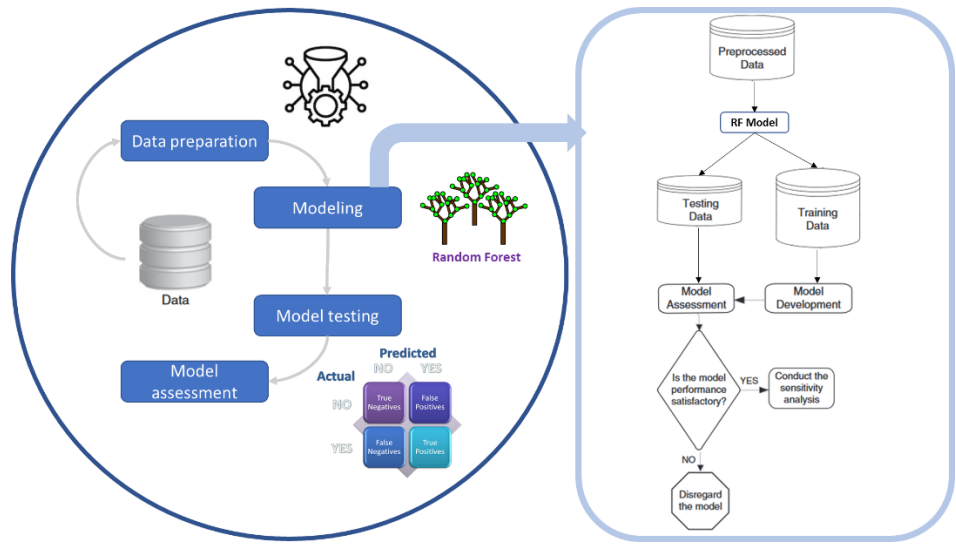 Data preparation
Modeling
Random Forest
Data
Model testing
Model
assessment
Predicted
NO YES
Actual
NO
True
Negatives
False
Positives
YES
False
Negatives
True
Positives
Preprocessed
Data
RF Model
Testing
Data
Training
Data
Model
Assessment
Model
Development
Is the model
performance
satisfactory?
YES
Conduct the
sensitivity
analysis
NO
Disregard
the model